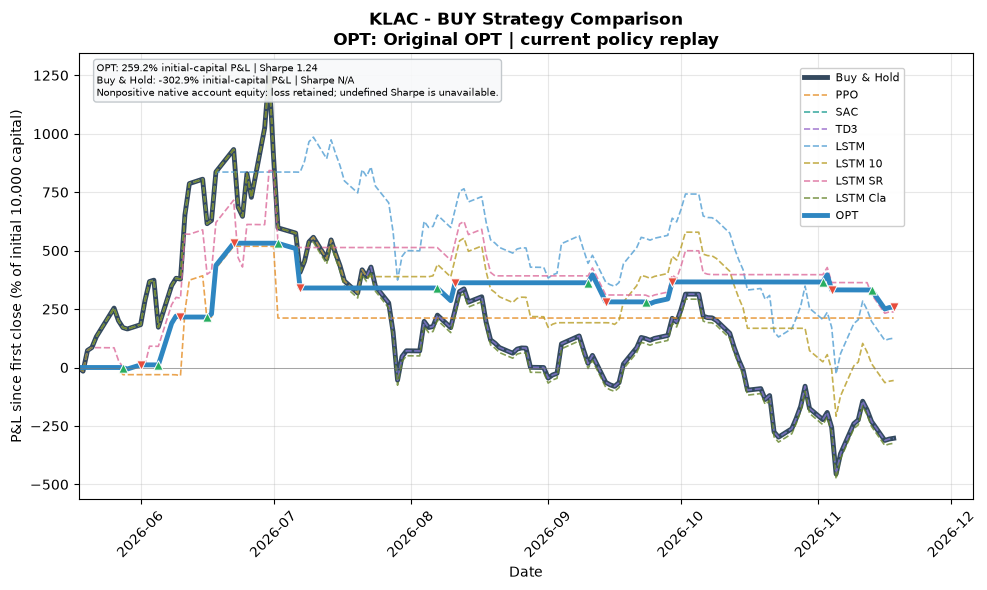 KLAC - BUY Strategy Comparison
OPT: Original OPT | current policy replay
OPT: 259.2% initial-capital P&L | Sharpe 1.24
Buy & Hold: -302.9% initial-capital P&L | Sharpe N/A
Nonpositive native account equity: loss retained; undefined Sharpe is unavailable.
Buy & Hold
PPO
SAC
TD3
LSTM
LSTM 10
LSTM SR
LSTM Cla
OPT
P&L since first close (% of initial 10,000 capital)
1250
1000
750
500
250
0
−250
−500
2026-06
2026-07
2026-08
2026-09
2026-10
2026-11
2026-12
Date